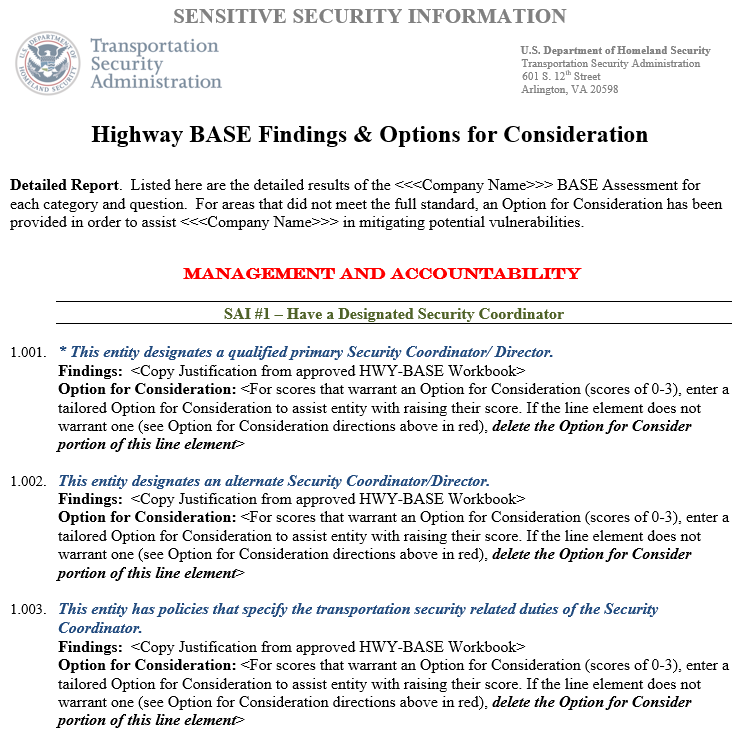 SENSITIVE SECURITY INFORMATION
Transportation
Security
Administration
U.S. Department of Homeland Security
Transportation Security Administration
601 S. 12th Street
Arlington, VA 20598
Highway BASE Findings & Options for Consideration
Detailed Report.  Listed here are the detailed results of the <<<Company Name>>> BASE Assessment for
each category and question.  For areas that did not meet the full standard, an Option for Consideration has been
provided in order to assist <<<Company Name>>> in mitigating potential vulnerabilities.
MANAGEMENT AND ACCOUNTABILITY
SAI #1 – Have a Designated Security Coordinator
1.001. * This entity designates a qualified primary Security Coordinator/ Director.
Findings:  <Copy Justification from approved HWY-BASE Workbook>
Option for Consideration: <For scores that warrant an Option for Consideration (scores of 0-3), enter a
tailored Option for Consideration to assist entity with raising their score. If the line element does not
warrant one (see Option for Consideration directions above in red), delete the Option for Consider
portion of this line element>
1.002. This entity designates an alternate Security Coordinator/Director.
Findings:  <Copy Justification from approved HWY-BASE Workbook>
Option for Consideration: <For scores that warrant an Option for Consideration (scores of 0-3), enter a
tailored Option for Consideration to assist entity with raising their score. If the line element does not
warrant one (see Option for Consideration directions above in red), delete the Option for Consider
portion of this line element>
1.003. This entity has policies that specify the transportation security related duties of the Security
Coordinator.
Findings:  <Copy Justification from approved HWY-BASE Workbook>
Option for Consideration: <For scores that warrant an Option for Consideration (scores of 0-3), enter a
tailored Option for Consideration to assist entity with raising their score. If the line element does not
warrant one (see Option for Consideration directions above in red), delete the Option for Consider
portion of this line element>